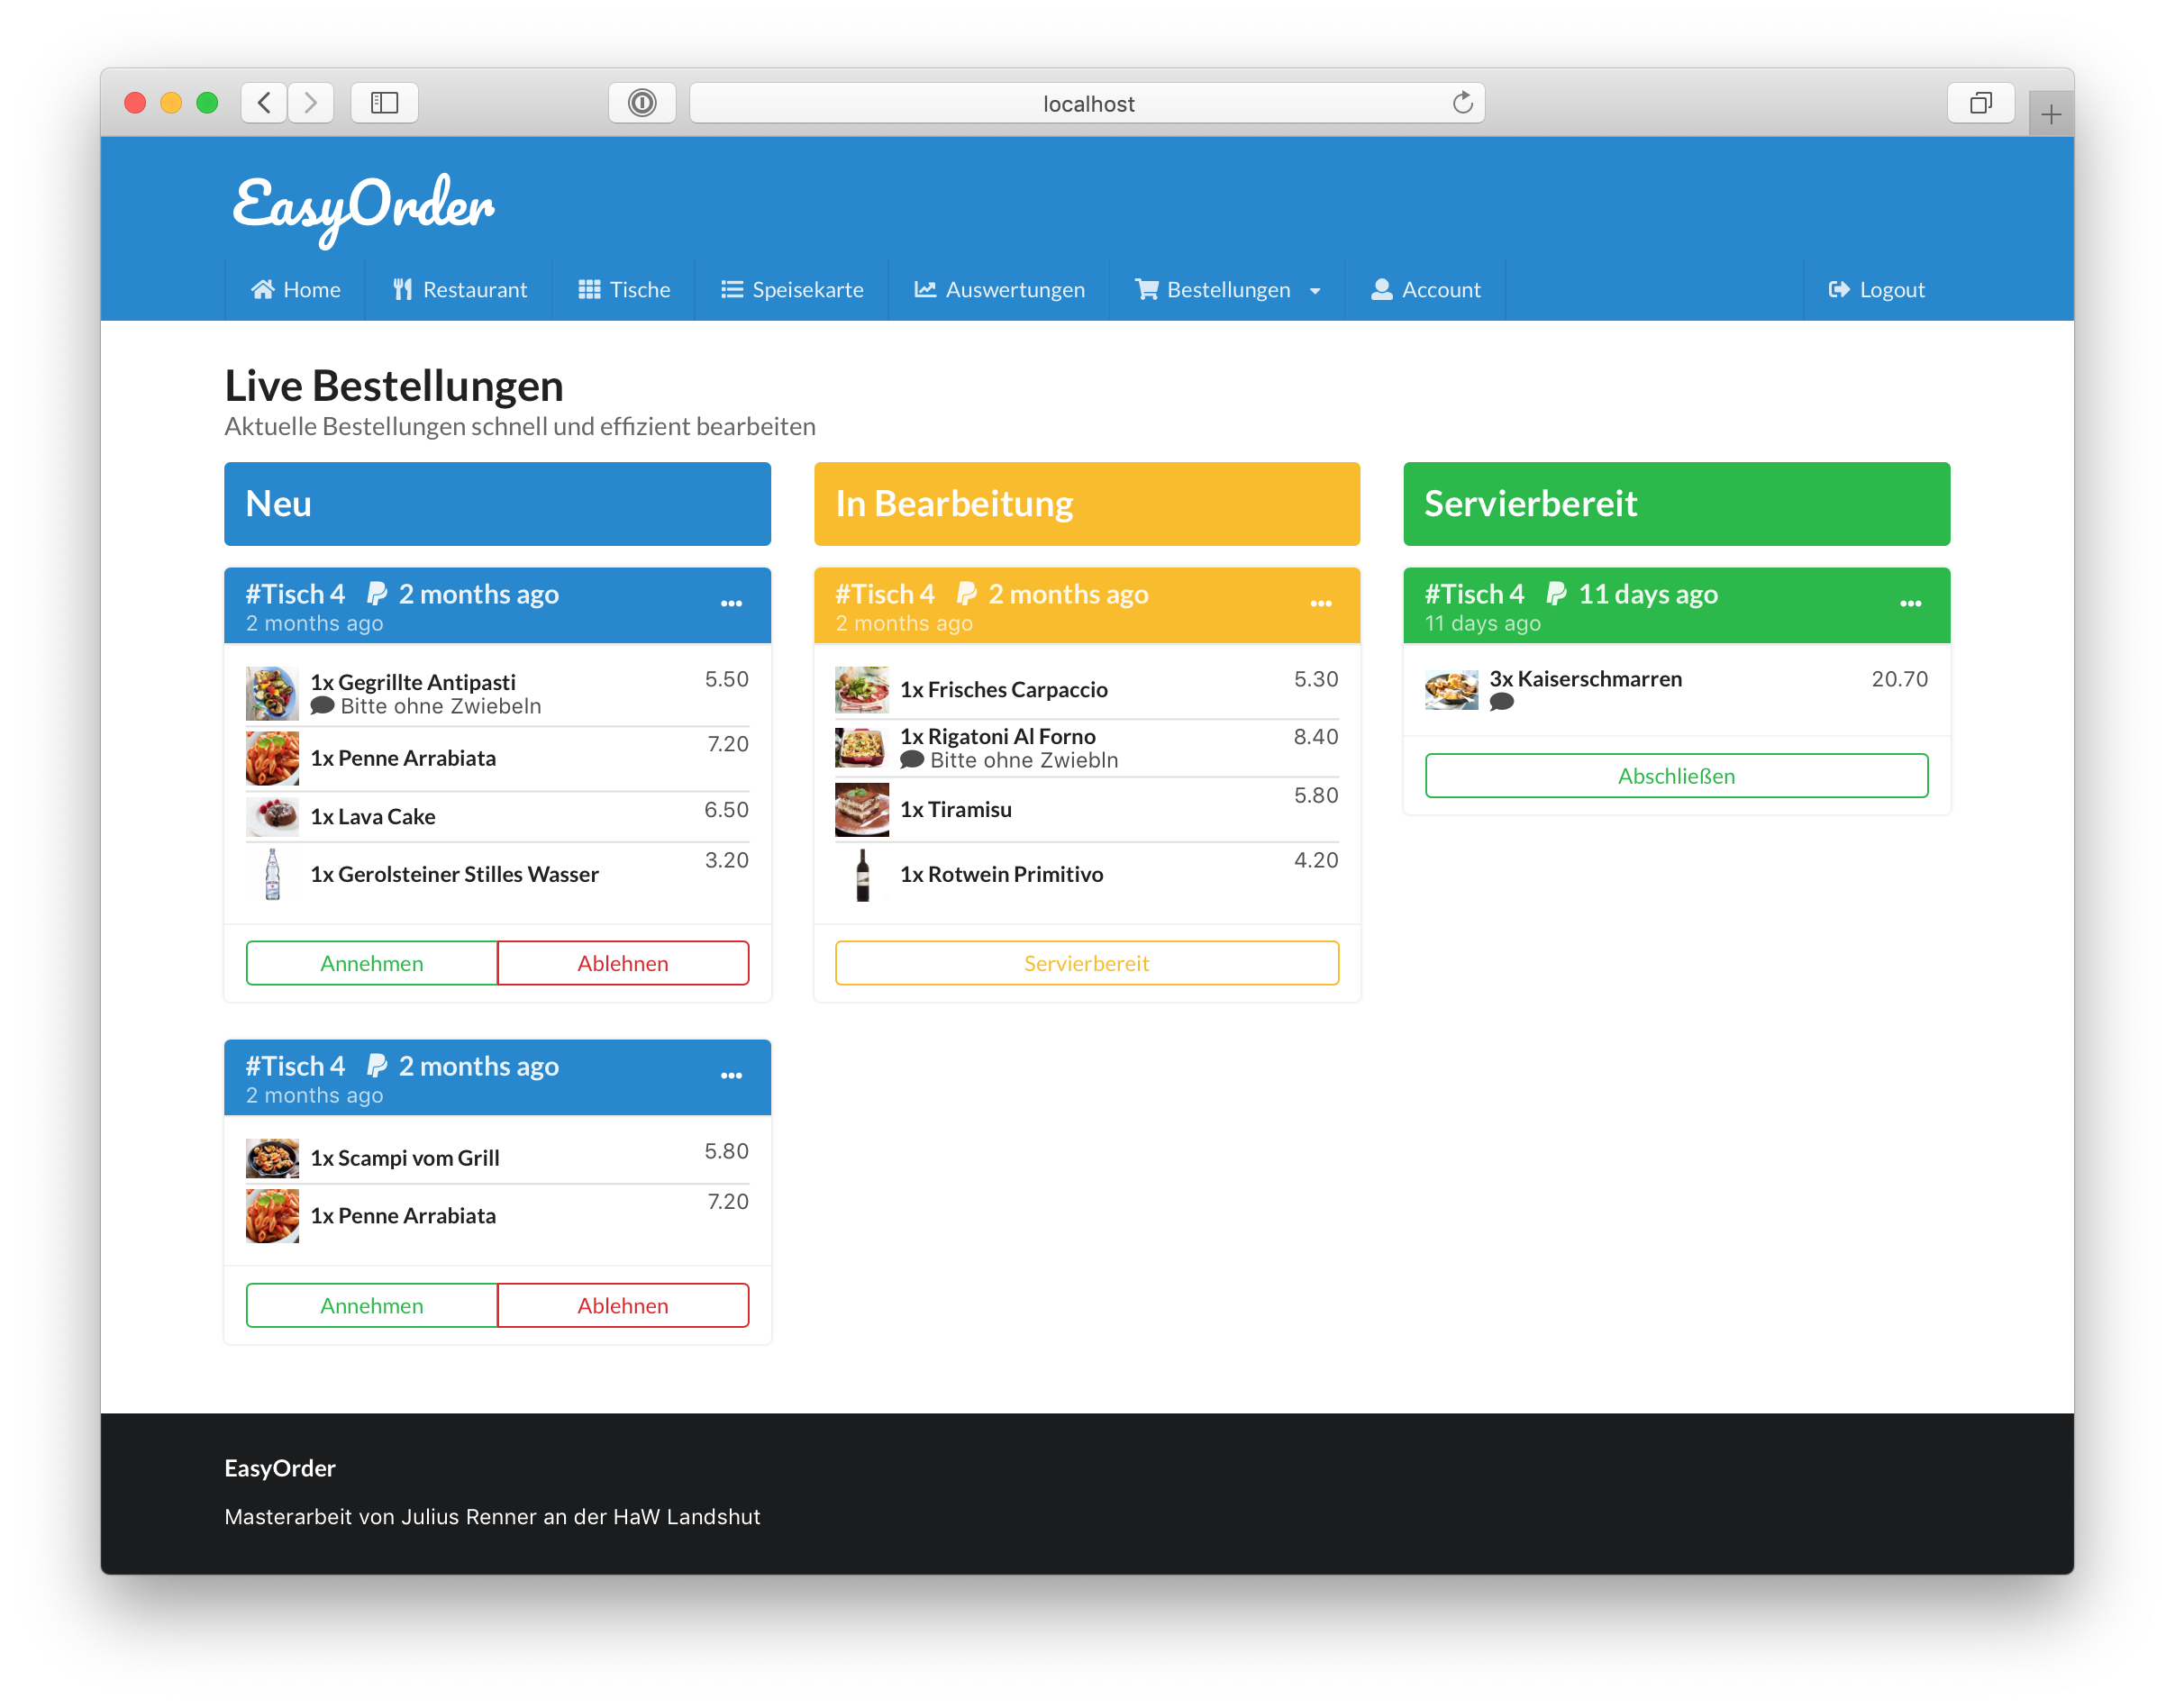 localhost
EasyOrder
Home Restaurant Tische Speisekarte Auswertungen Bestellungen Account Logout
Live Bestellungen
Aktuelle Bestellungen schnell und effizient bearbeiten
Neu
#Tisch 4 2 months ago
2 months ago
1x Gegrillte Antipasti 5.50
Bitte ohne Zwiebeln
1x Penne Arrabiata 7.20
1x Lava Cake 6.50
1x Gerolsteiner Stilles Wasser 3.20
Annehmen Ablehnen
#Tisch 4 2 months ago
2 months ago
1x Scampi vom Grill 5.80
1x Penne Arrabiata 7.20
Annehmen Ablehnen
In Bearbeitung
#Tisch 4 2 months ago
2 months ago
1x Frisches Carpaccio 5.30
1x Rigatoni Al Forno 8.40
Bitte ohne Zwiebln
1x Tiramisu 5.80
1x Rotwein Primitivo 4.20
Servierbereit
Servierbereit
#Tisch 4 11 days ago
11 days ago
3x Kaiserschmarren 20.70
Abschließen
EasyOrder
Masterarbeit von Julius Renner an der HaW Landshut